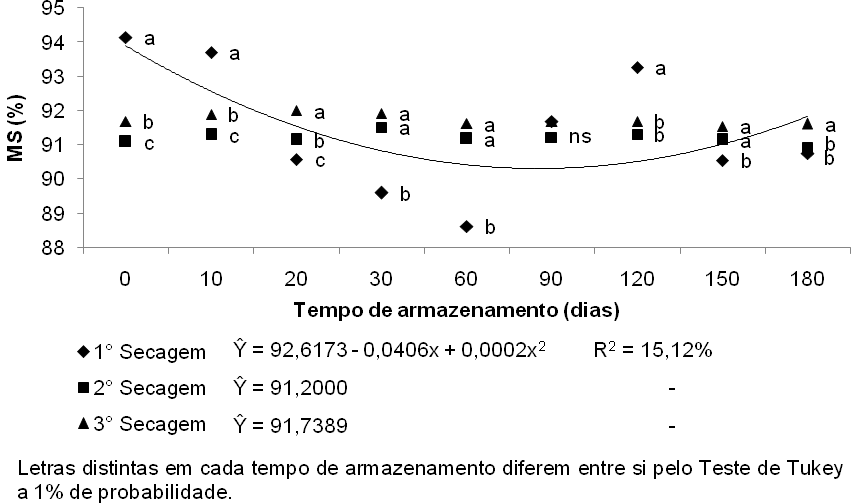 95
94
93
92
91
90
89
88
MS (%)
a a a a a ns a a a
b b a a a b a b
c c b b b b b b
c
0 10 20 30 60 90 120 150 180
Tempo de armazenamento (dias)
1° Secagem Ŷ = 92,6173 - 0,0406x + 0,0002x² R² = 15,12%
2° Secagem Ŷ = 91,2000 -
3° Secagem Ŷ = 91,7389 -
Letras distintas em cada tempo de armazenamento diferem entre si pelo Teste de Tukey
a 1% de probabilidade.